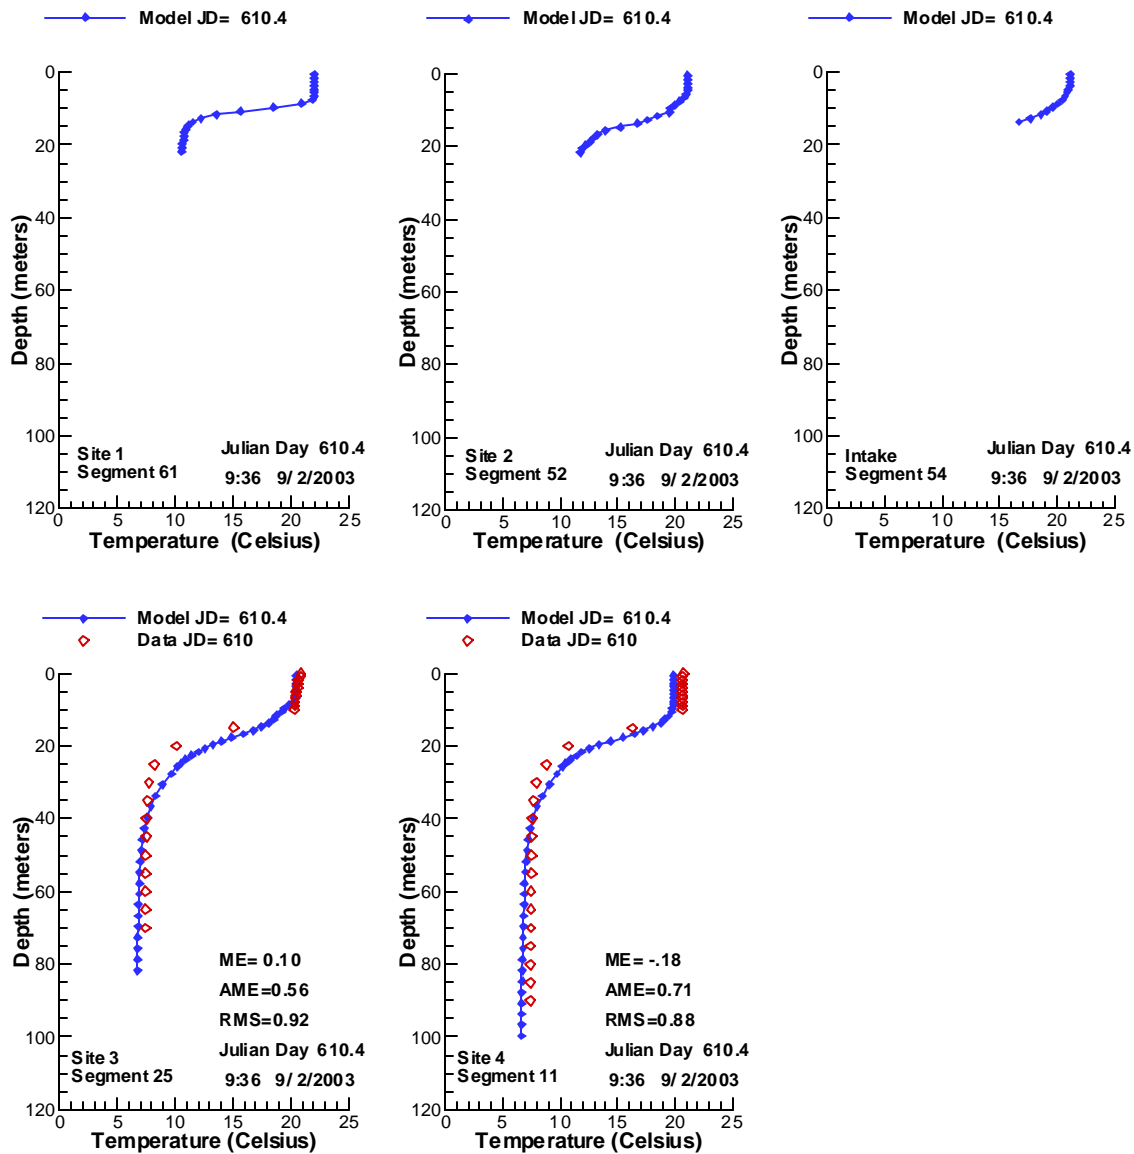 Model JD= 610.4
0
20
40
60
80
100
120
Depth (meters)
Site 1
Segment 61
Julian Day 610.4
9:36 9/ 2/2003
0 5 10 15 20 25
Temperature (Celsius)
Model JD= 610.4
0
20
40
60
80
100
120
Depth (meters)
Site 2
Segment 52
Julian Day 610.4
9:36 9/ 2/2003
0 5 10 15 20 25
Temperature (Celsius)
Model JD= 610.4
0
20
40
60
80
100
120
Depth (meters)
Intake
Segment 54
Julian Day 610.4
9:36 9/ 2/2003
0 5 10 15 20 25
Temperature (Celsius)
Model JD= 610.4
Data JD= 610
0
20
40
60
80
100
120
Depth (meters)
ME= 0.10
AME=0.56
RMS=0.92
Site 3
Segment 25
Julian Day 610.4
9:36 9/ 2/2003
0 5 10 15 20 25
Temperature (Celsius)
Model JD= 610.4
Data JD= 610
0
20
40
60
80
100
120
Depth (meters)
ME= -.18
AME=0.71
RMS=0.88
Site 4
Segment 11
Julian Day 610.4
9:36 9/ 2/2003
0 5 10 15 20 25
Temperature (Celsius)